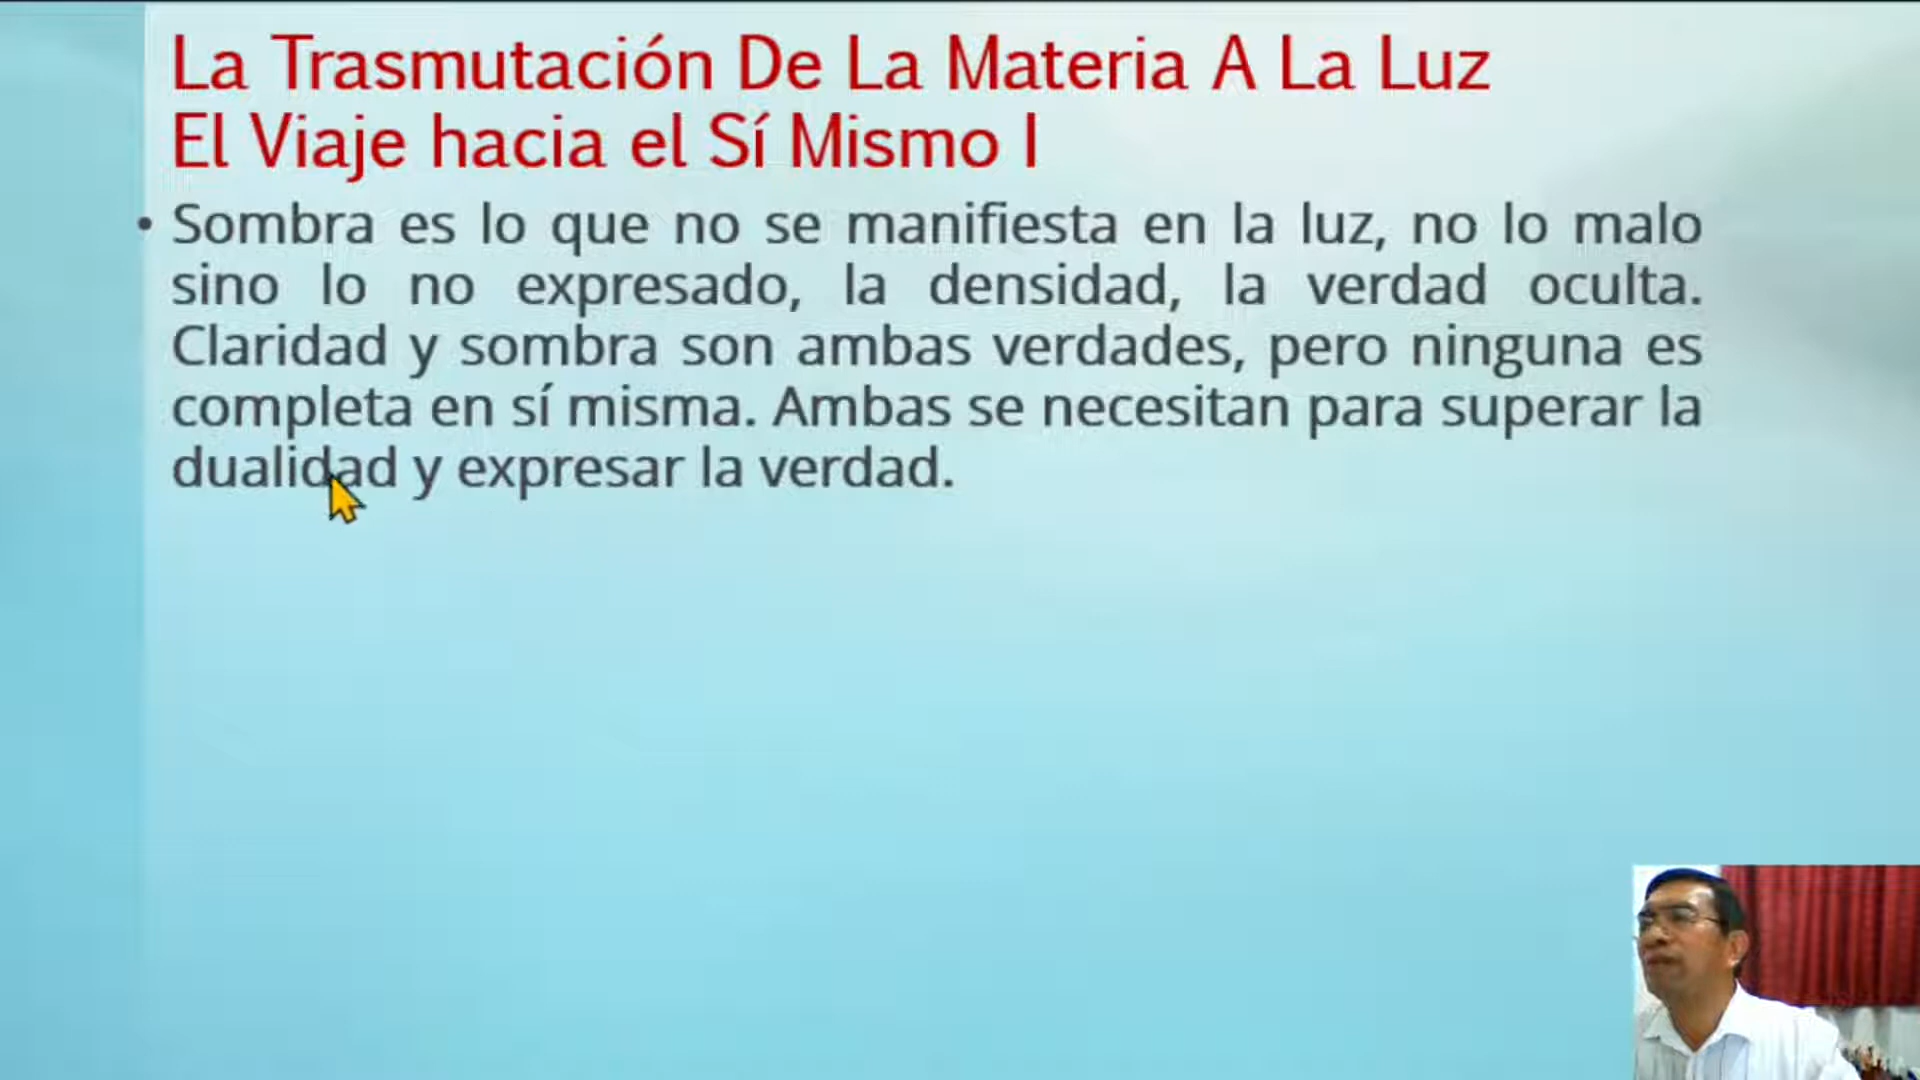 La Trasmutación De La Materia A La Luz
El Viaje hacia el Sí Mismo I
• Sombra es lo que no se manifiesta en la luz, no lo malo
sino lo no expresado, la densidad, la verdad oculta.
Claridad y sombra son ambas verdades, pero ninguna es
completa en sí misma. Ambas se necesitan para superar la
dualidad y expresar la verdad.